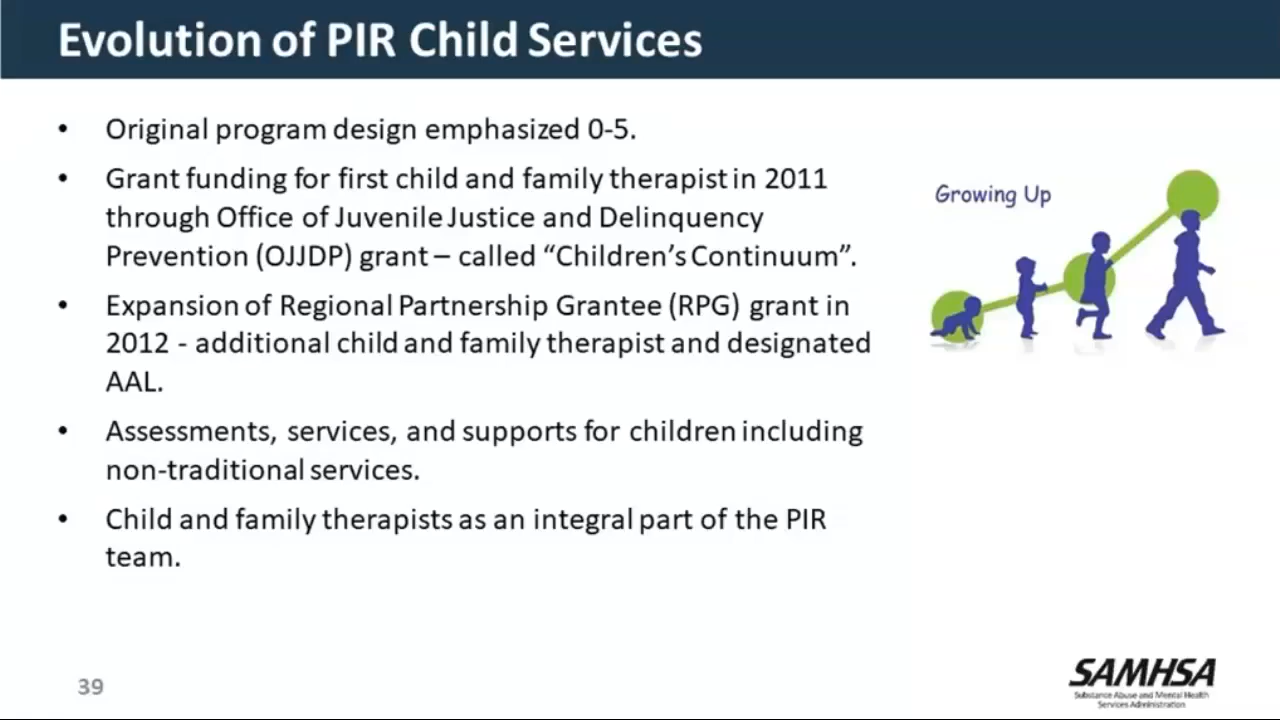 Evolution of PIR Child Services
• Original program design emphasized 0-5.
• Grant funding for first child and family therapist in 2011
through Office of Juvenile Justice and Delinquency
Prevention (OJJDP) grant – called “Children’s Continuum”.
• Expansion of Regional Partnership Grantee (RPG) grant in
2012 - additional child and family therapist and designated
AAL.
• Assessments, services, and supports for children including
non-traditional services.
• Child and family therapists as an integral part of the PIR
team.
Growing Up
39
SAMHSA
Substance Abuse and Mental Health
Services Administration